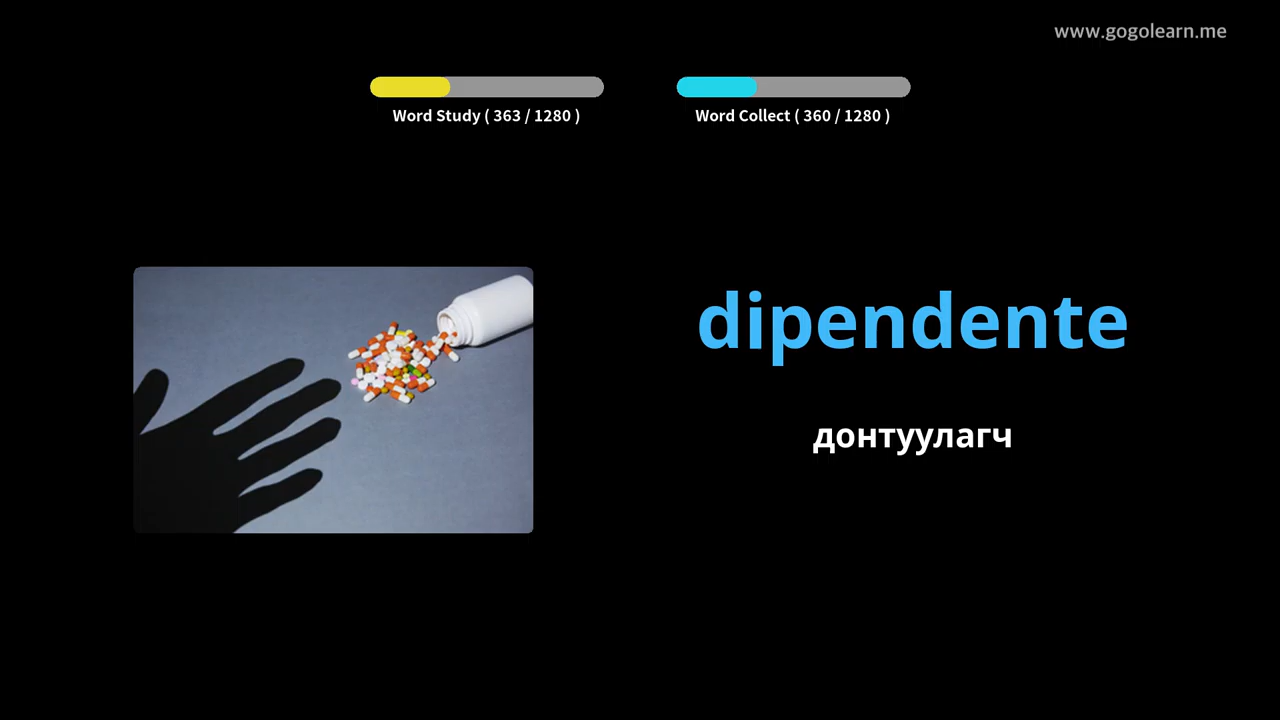 www.gogolearn.me
Word Study ( 363 / 1280 )
Word Collect ( 360 / 1280 )
dipendente
донтуулагч